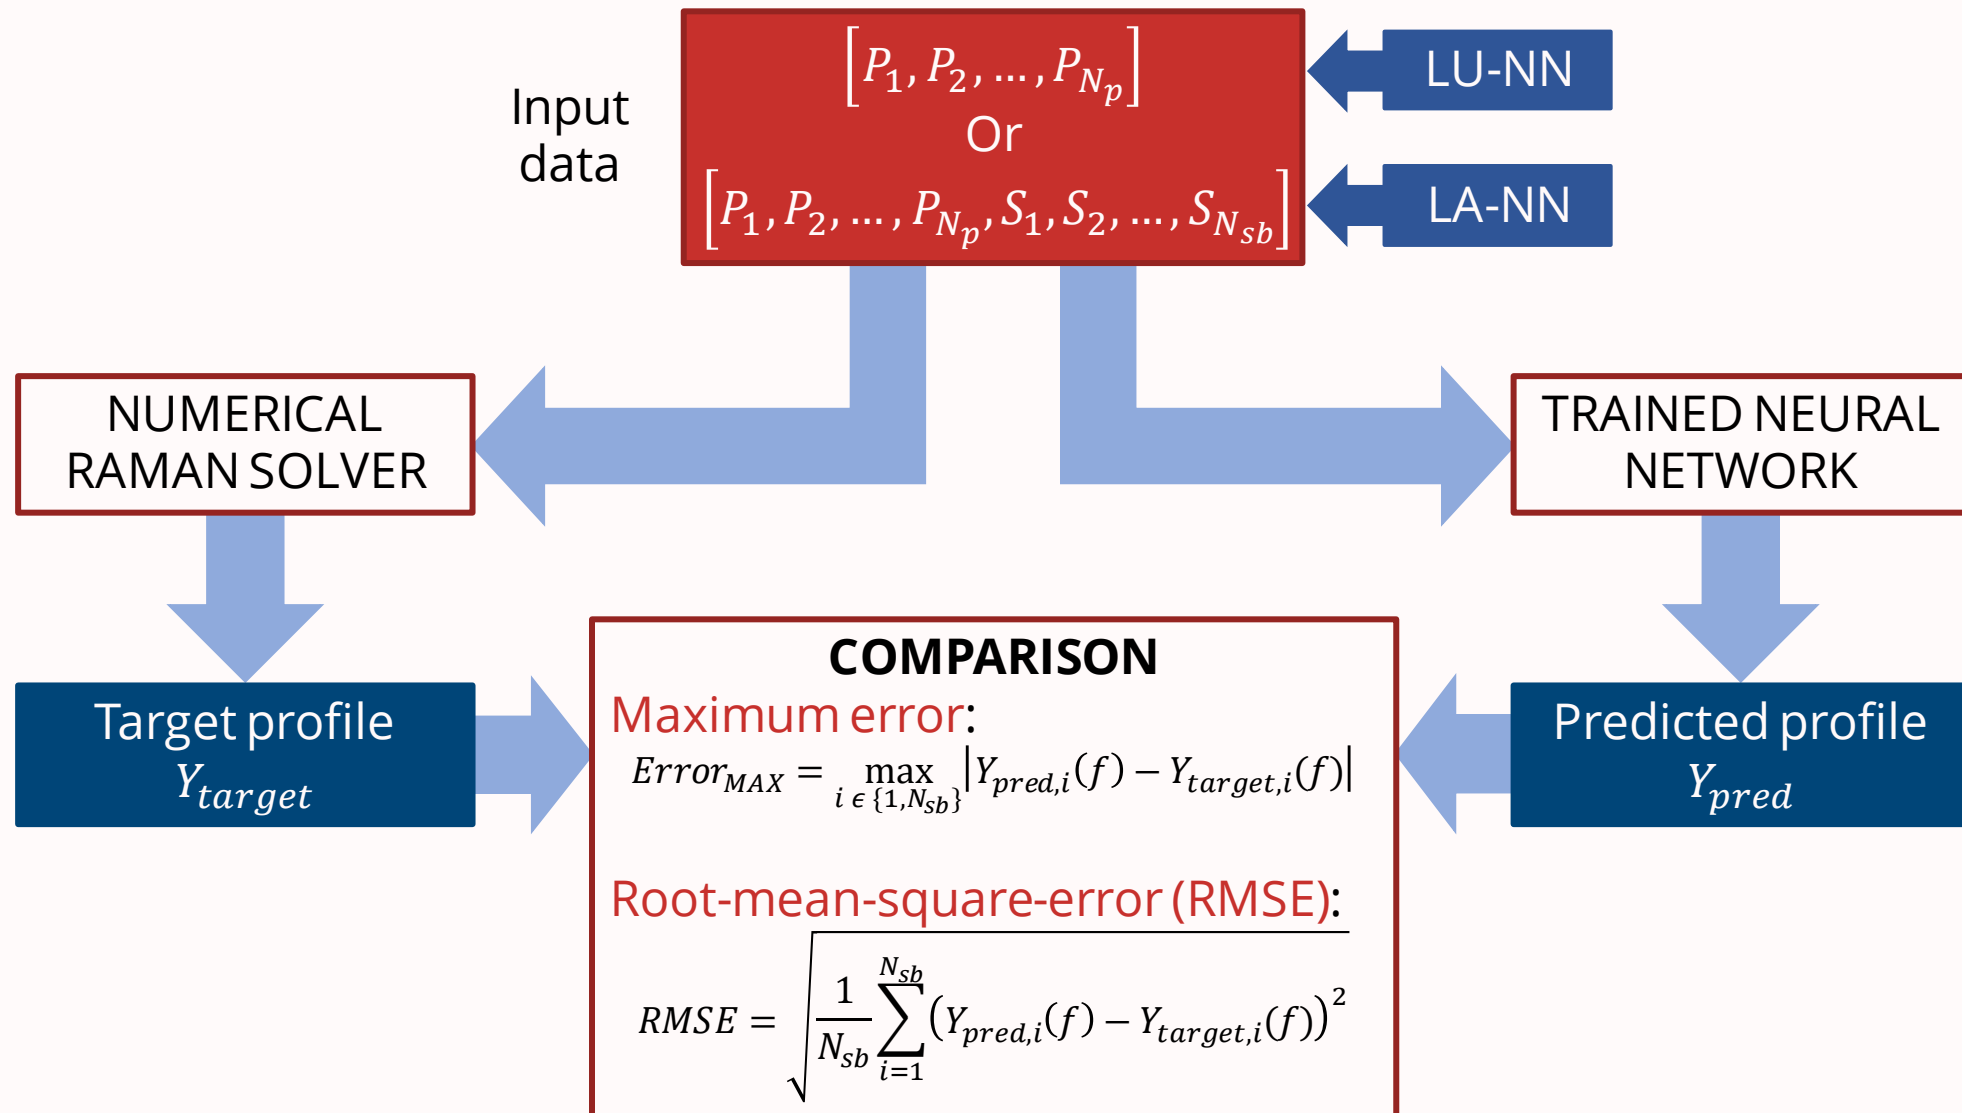 Input
data
[P_1, P_2, …, P_{N_p}]
Or
[P_1, P_2, …, P_{N_p}, S_1, S_2, …, S_{N_{sb}}]
LU-NN
LA-NN
NUMERICAL
RAMAN SOLVER
TRAINED NEURAL
NETWORK
Target profile
Y_{target}
COMPARISON
Maximum error:
Error_{MAX} = max_{i ϵ {1,N_{sb}}} |Y_{pred,i}(f) − Y_{target,i}(f)|
Root-mean-square-error (RMSE):
RMSE = √(1/N_{sb} ∑_{i=1}^{N_{sb}} (Y_{pred,i}(f) − Y_{target,i}(f))^2)
Predicted profile
Y_{pred}